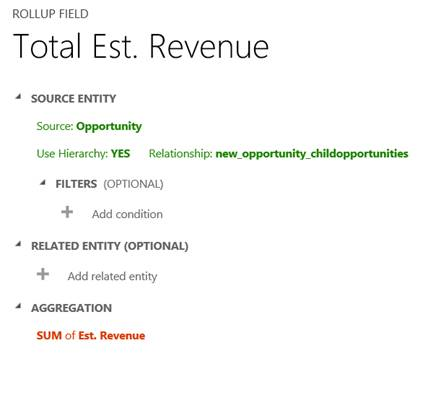 ROLLUP FIELD
Total Est. Revenue
SOURCE ENTITY
Source: Opportunity
Use Hierarchy: YES Relationship: new_opportunity_childopportunities
FILTERS (OPTIONAL)
Add condition
RELATED ENTITY (OPTIONAL)
Add related entity
AGGREGATION
SUM of Est. Revenue